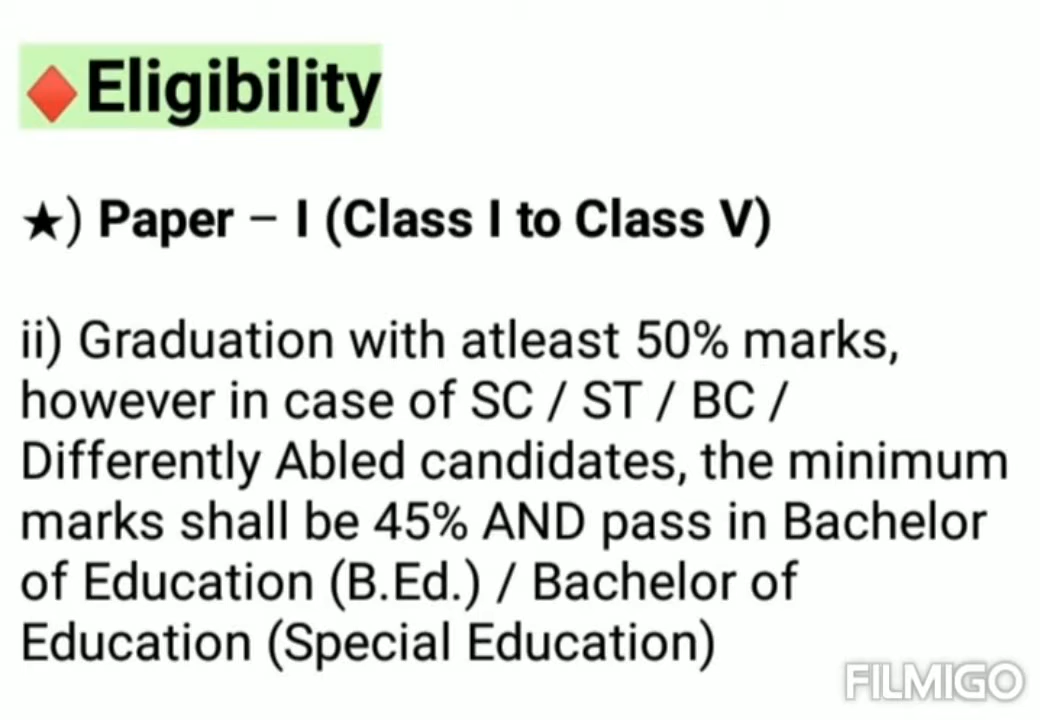 ♦Eligibility
★) Paper – I (Class I to Class V)
ii) Graduation with atleast 50% marks,
however in case of SC / ST / BC /
Differently Abled candidates, the minimum
marks shall be 45% AND pass in Bachelor
of Education (B.Ed.) / Bachelor of
Education (Special Education)
FILMIGO